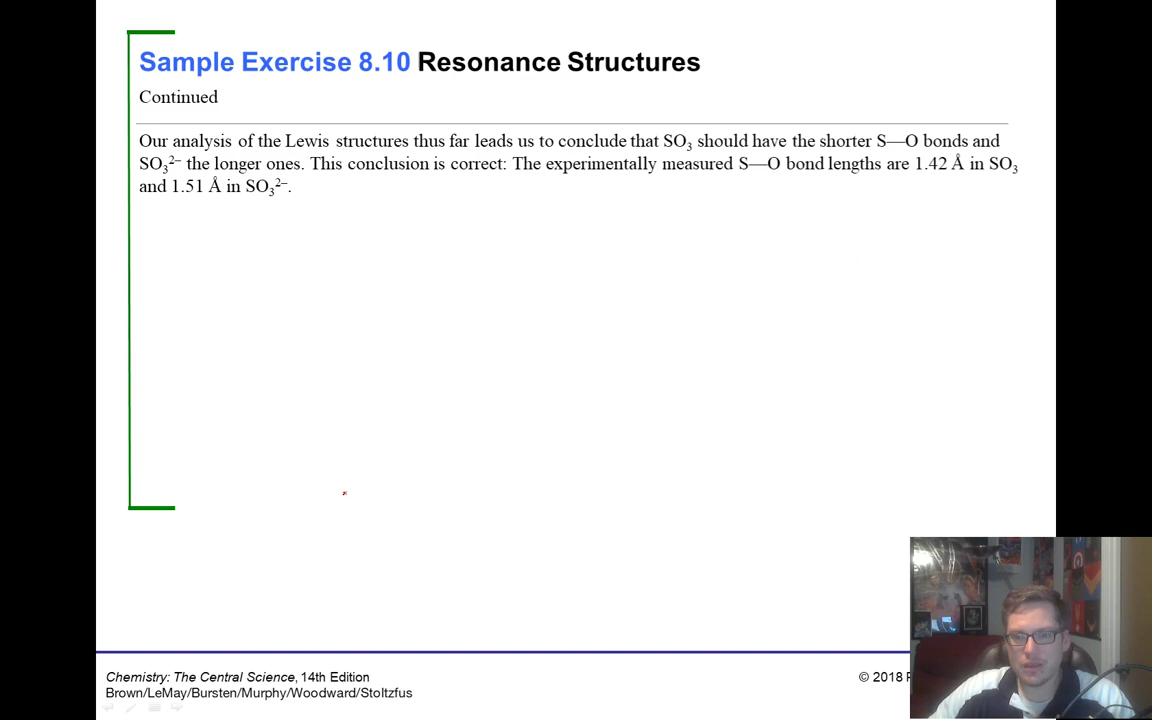 Sample Exercise 8.10 Resonance Structures
Continued
Our analysis of the Lewis structures thus far leads us to conclude that SO₃ should have the shorter S—O bonds and
SO₃²⁻ the longer ones. This conclusion is correct: The experimentally measured S—O bond lengths are 1.42 Å in SO₃
and 1.51 Å in SO₃²⁻.
Chemistry: The Central Science, 14th Edition
Brown/LeMay/Bursten/Murphy/Woodward/Stoltzfus
© 2018